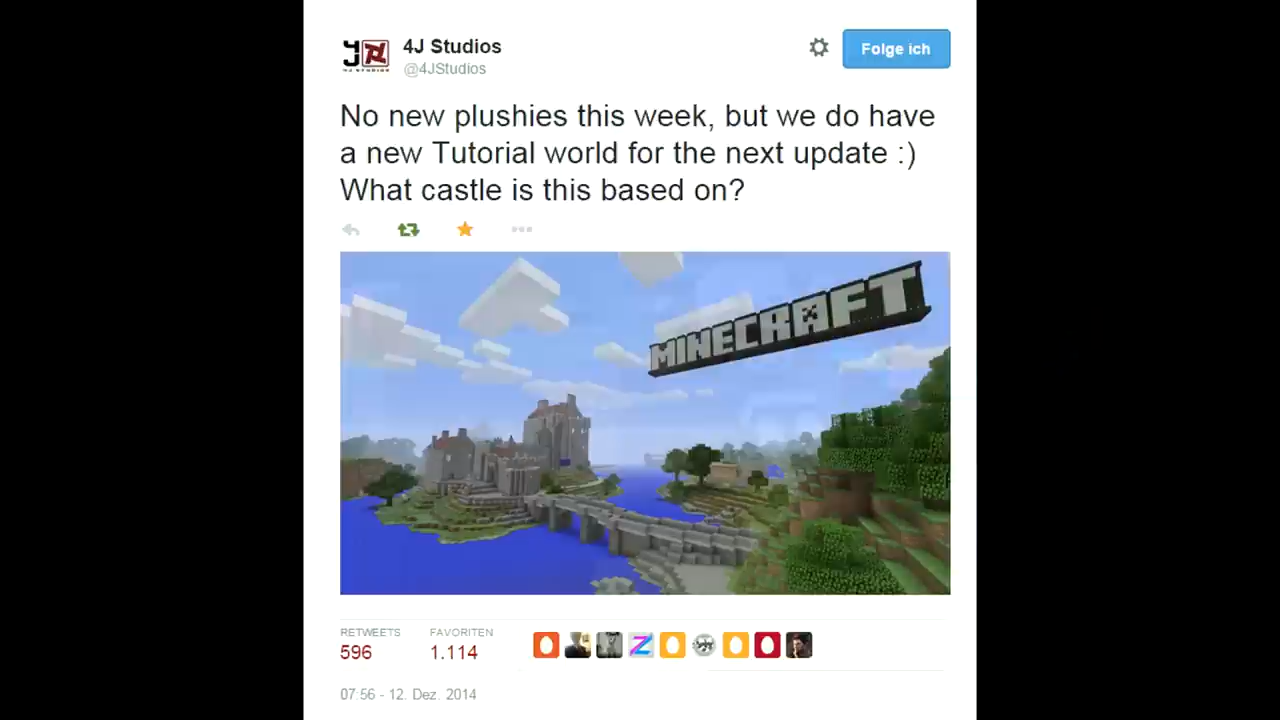 4J Studios
@4JStudios
Folge ich
4J STUDIOS
No new plushies this week, but we do have
a new Tutorial world for the next update :)
What castle is this based on?
MINECRAFT
RETWEETS
FAVORITEN
596
1.114
07:56 - 12. Dez. 2014